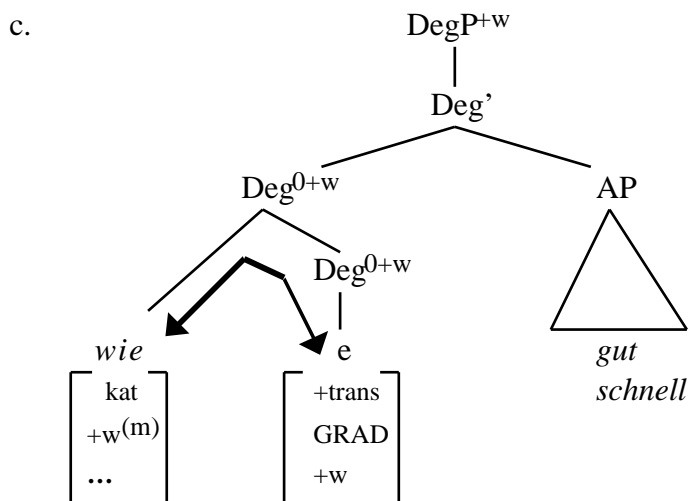 c.
DegP+w
Deg’
Deg0+w AP
Deg0+w
wie e gut
kat +trans schnell
+w(m) GRAD
... +w